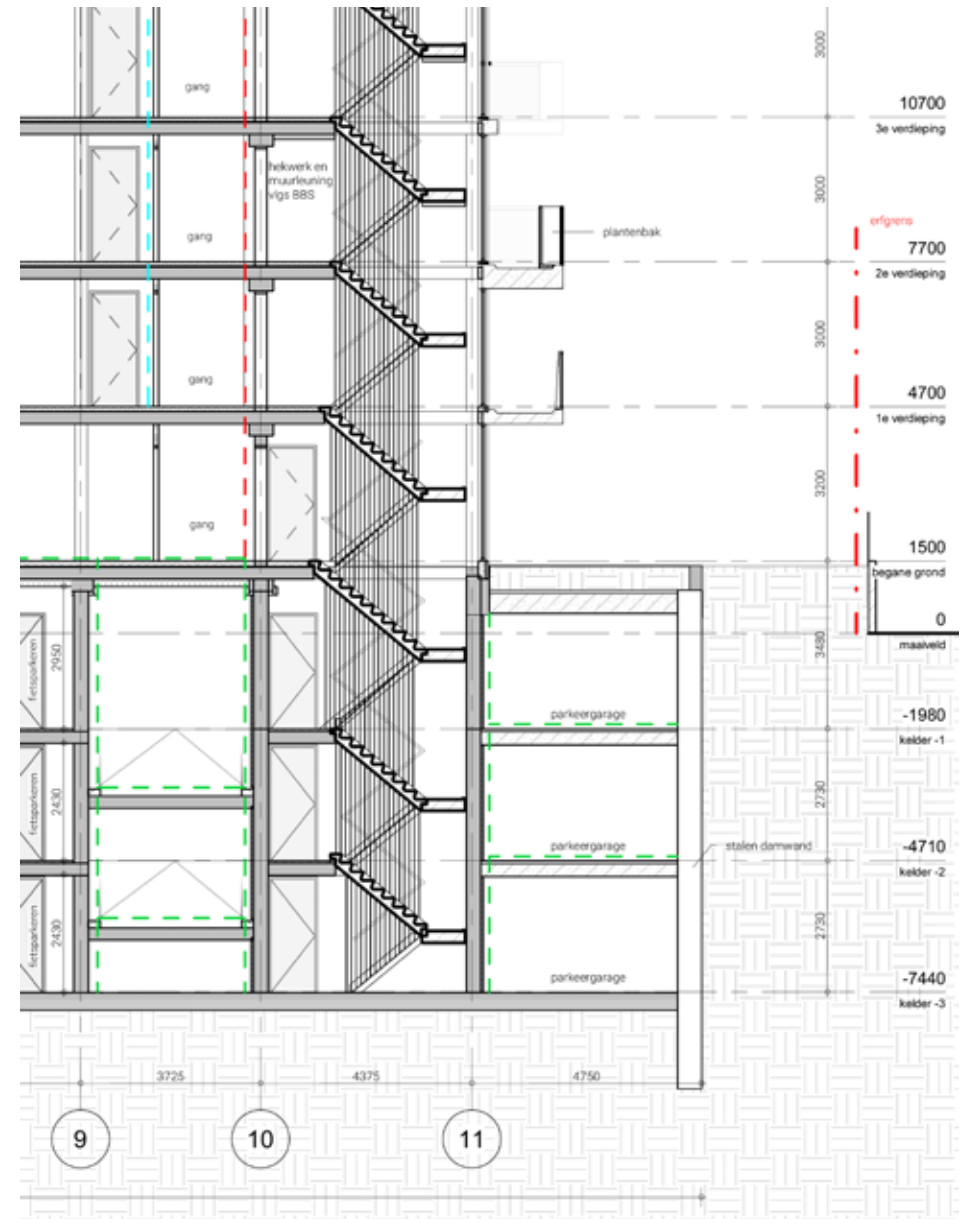 3000
gang
10700
3e verdieping
hekwerk en
muurleuning
vlgs BBS
3000
erfgrens
plantenbak
gang
7700
2e verdieping
3000
gang
4700
1e verdieping
3200
gang
1500
begane grond
0
maaiveld
fietsparkeren
2950
3480
parkeergarage
-1980
kelder -1
fietsparkeren
2430
2730
parkeergarage
stalen damwand
-4710
kelder -2
fietsparkeren
2430
2730
parkeergarage
-7440
kelder -3
3725
4375
4750
9
10
11